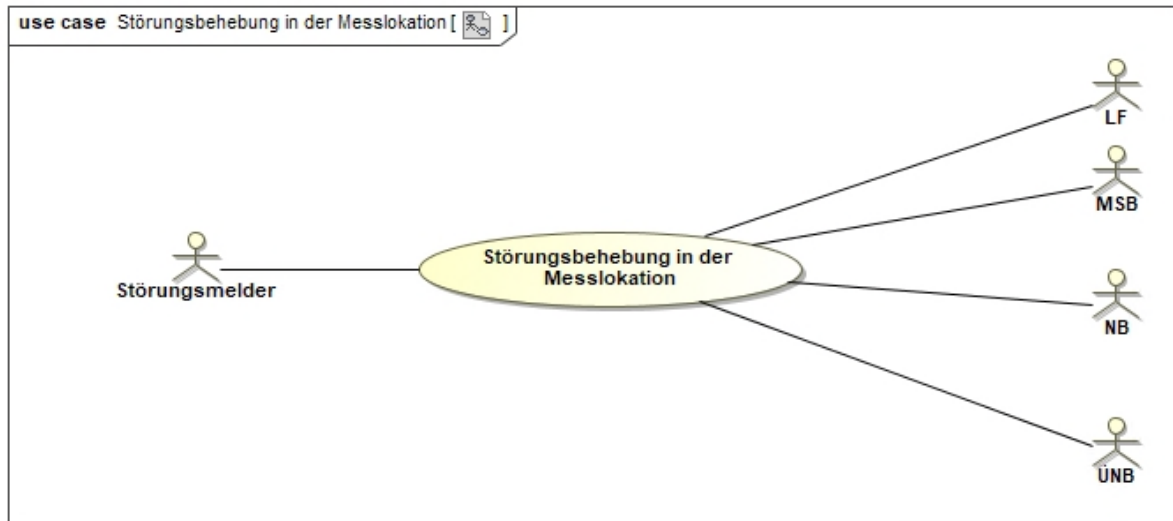 use case Störungsbehebung in der Messlokation [ ]
LF
MSB
Störungsbehebung in der
Messlokation
Störungsmelder
NB
ÜNB